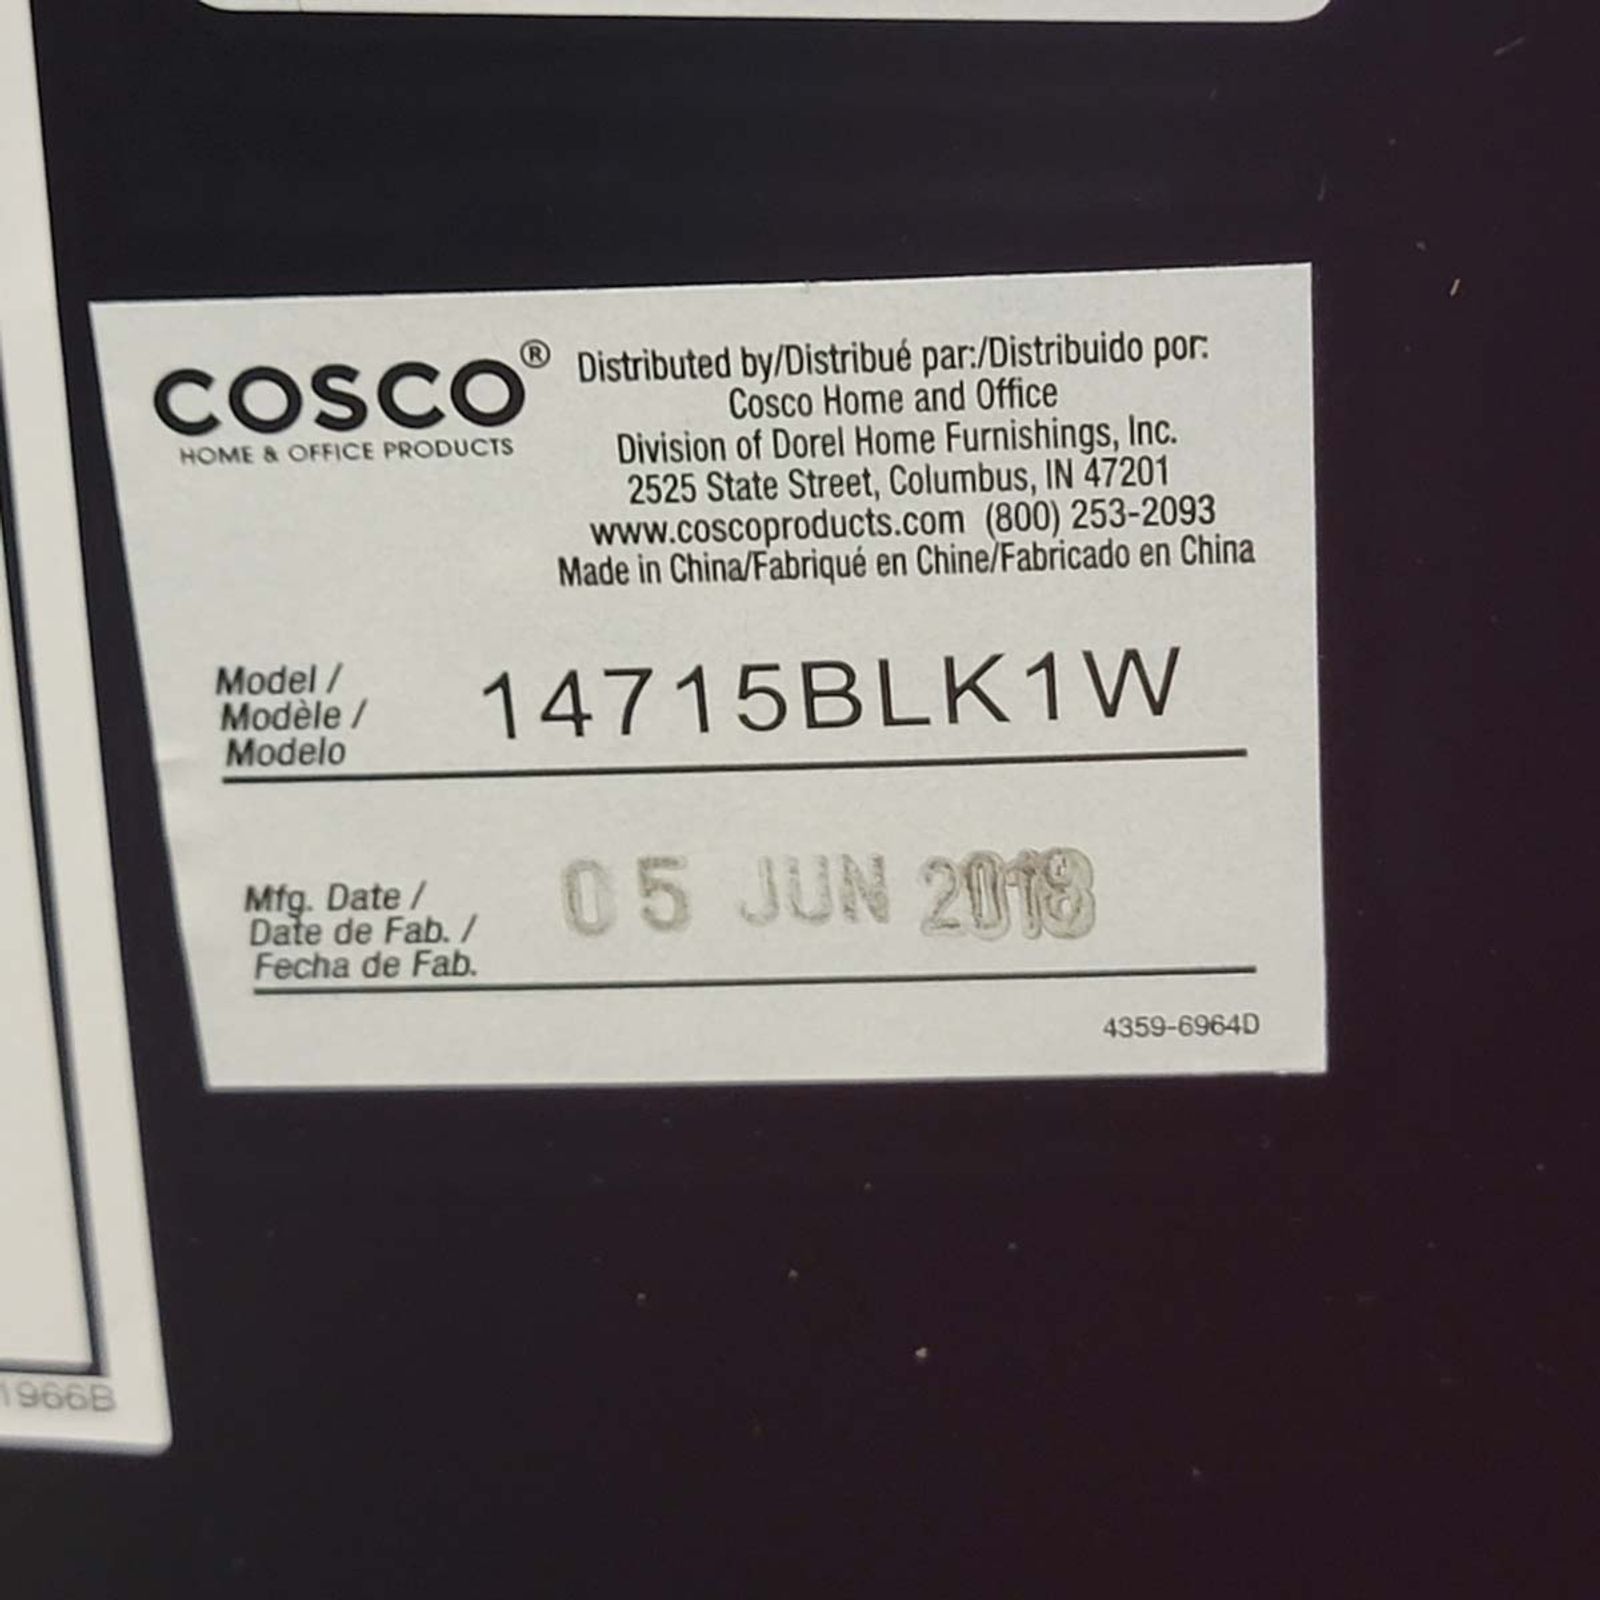 COSCO®
HOME & OFFICE PRODUCTS
Distributed by/Distribué par:/Distribuido por:
Cosco Home and Office
Division of Dorel Home Furnishings, Inc.
2525 State Street, Columbus, IN 47201
www.coscoproducts.com (800) 253-2093
Made in China/Fabriqué en Chine/Fabricado en China
Model /
Modèle /
Modelo
14715BLK1W
Mfg. Date /
Date de Fab. /
Fecha de Fab.
05 JUN 2018
4359-6964D
1966B